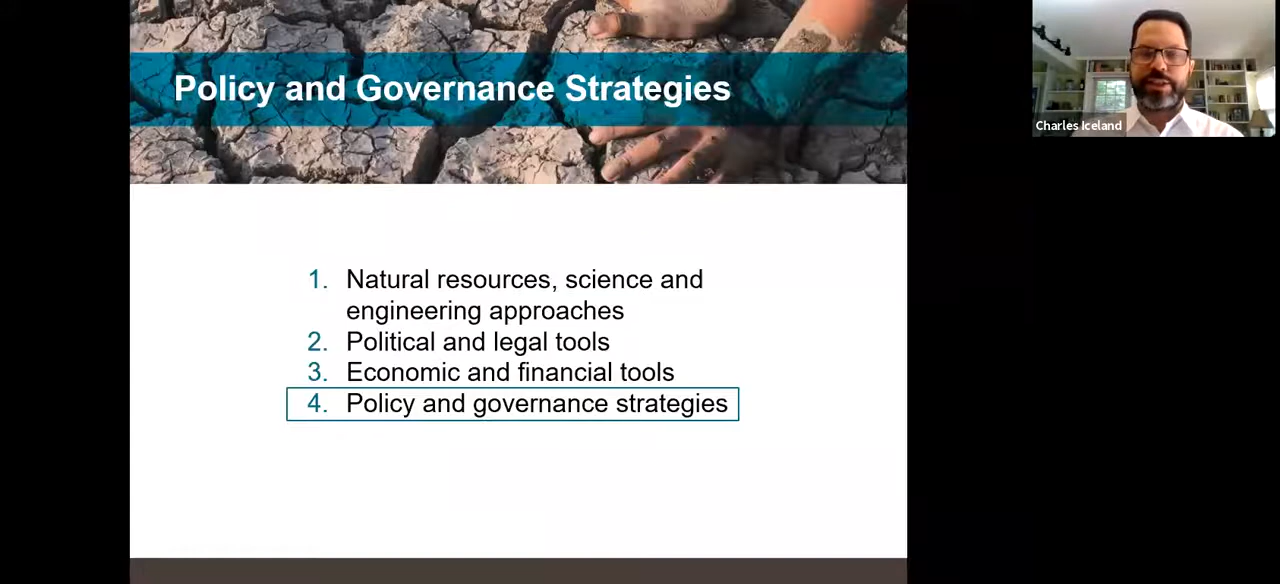 Policy and Governance Strategies
Charles Iceland
1. Natural resources, science and
engineering approaches
2. Political and legal tools
3. Economic and financial tools
4. Policy and governance strategies